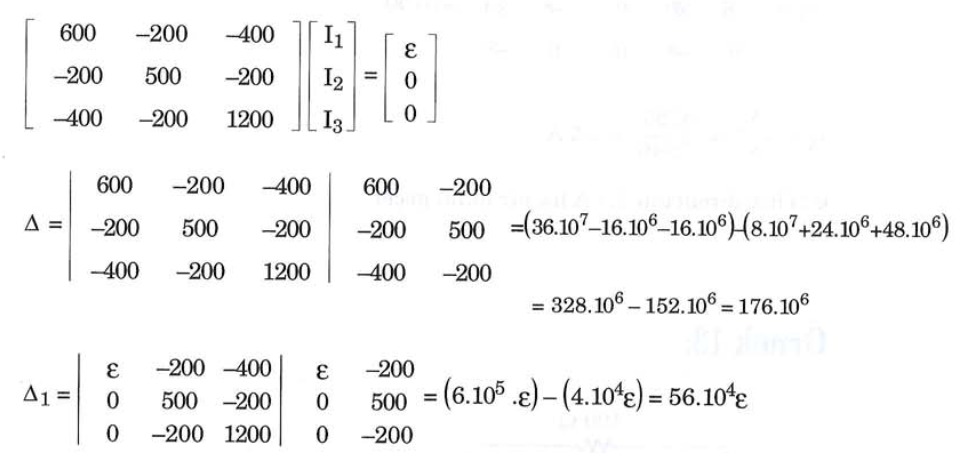 [ 600 –200 –400 ] [ I₁ ] = [ ε ]
[ –200 500 –200 ] [ I₂ ] [ 0 ]
[ –400 –200 1200 ] [ I₃ ] [ 0 ]
| 600 –200 –400 | 600 –200
Δ = | –200 500 –200 | –200 500 =(36.10⁷–16.10⁶–16.10⁶)–(8.10⁷+24.10⁶+48.10⁶)
| –400 –200 1200 | –400 –200
= 328.10⁶ – 152.10⁶ = 176.10⁶
| ε –200 –400 | ε –200
Δ₁ = | 0 500 –200 | 0 500 = (6.10⁵ .ε) – (4.10⁴ε) = 56.10⁴ε
| 0 –200 1200 | 0 –200